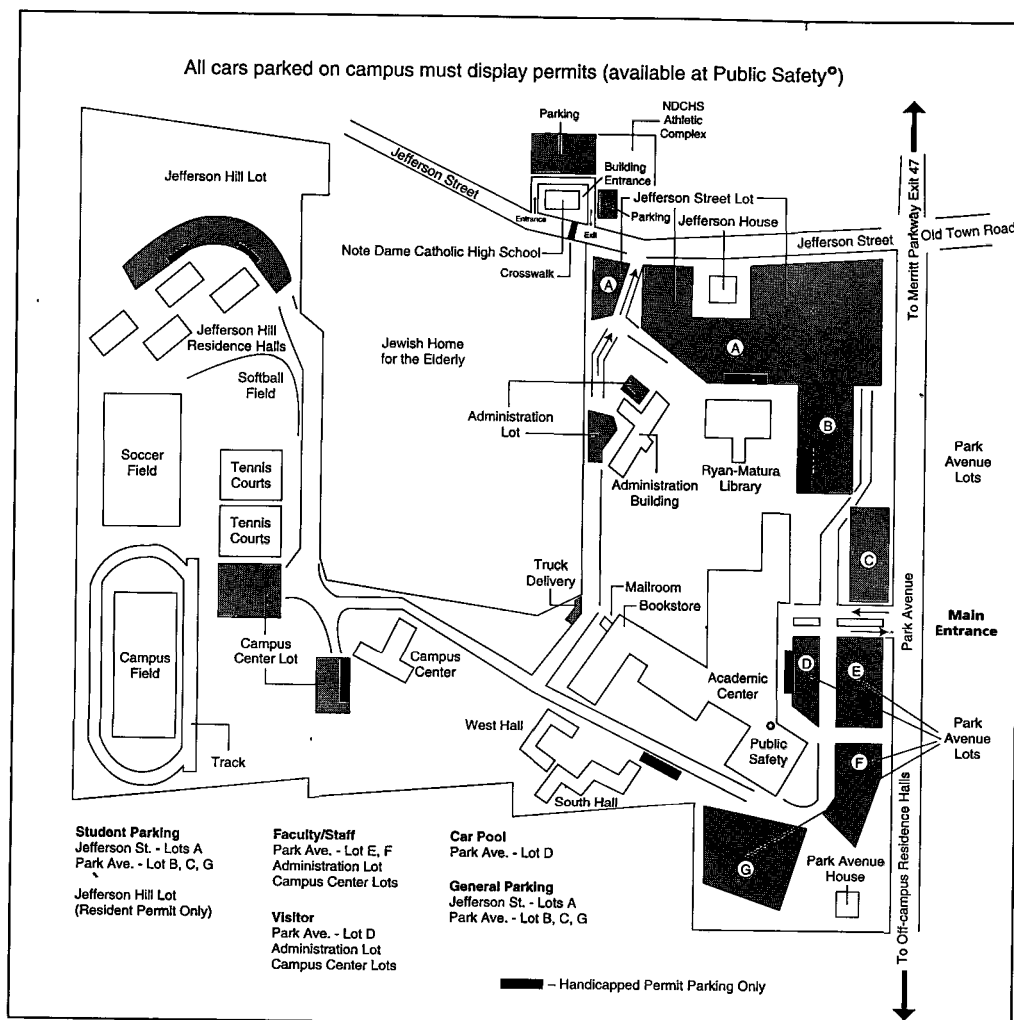 All cars parked on campus must display permits (available at Public Safety°)
Parking
NDCHS
Athletic
Complex
Jefferson Hill Lot
Jefferson Street
Building
Entrance
Entrance
Exit
Parking
Jefferson Street Lot
Jefferson House
To Merritt Parkway Exit 47
Jefferson Street
Old Town Road
Note Dame Catholic High School
Crosswalk
A
Jefferson Hill
Residence Halls
Jewish Home
for the Elderly
A
Softball
Field
Administration
Lot
B
Soccer
Field
Tennis
Courts
Administration
Building
Ryan-Matura
Library
Park
Avenue
Lots
Tennis
Courts
C
Truck
Delivery
Mailroom
Bookstore
Park Avenue
Main
Entrance
Campus
Field
Campus
Center Lot
Campus
Center
Academic
Center
D
E
West Hall
Public
Safety
Park
Avenue
Lots
F
Track
South Hall
To Off-campus Residence Halls
G
Park Avenue
House
Student Parking
Jefferson St. - Lots A
Park Ave. - Lot B, C, G
Jefferson Hill Lot
(Resident Permit Only)
Faculty/Staff
Park Ave. - Lot E, F
Administration Lot
Campus Center Lots
Visitor
Park Ave. - Lot D
Administration Lot
Campus Center Lots
Car Pool
Park Ave. - Lot D
General Parking
Jefferson St. - Lots A
Park Ave. - Lot B, C, G
– Handicapped Permit Parking Only